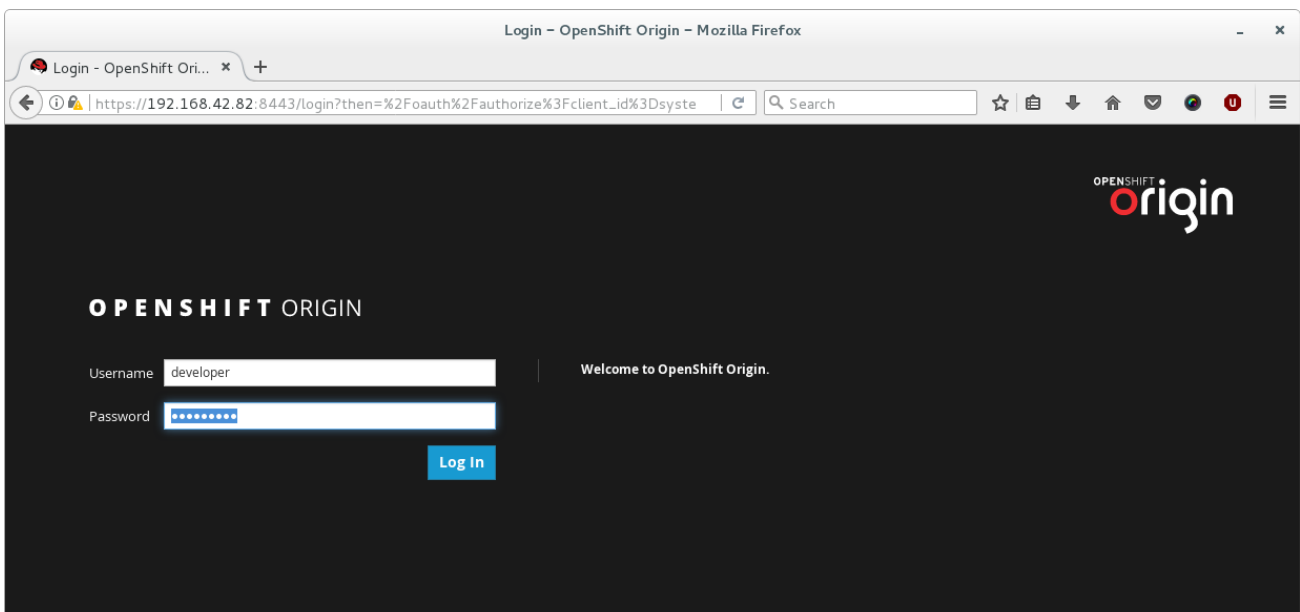 Login – OpenShift Origin – Mozilla Firefox
Login - OpenShift Ori...
https://192.168.42.82:8443/login?then=%2Foauth%2Fauthorize%3Fclient_id%3Dsyste
Search
OPENSHIFT
origin
OPENSHIFT ORIGIN
Username developer
Welcome to OpenShift Origin.
Password •••••••••
Log In